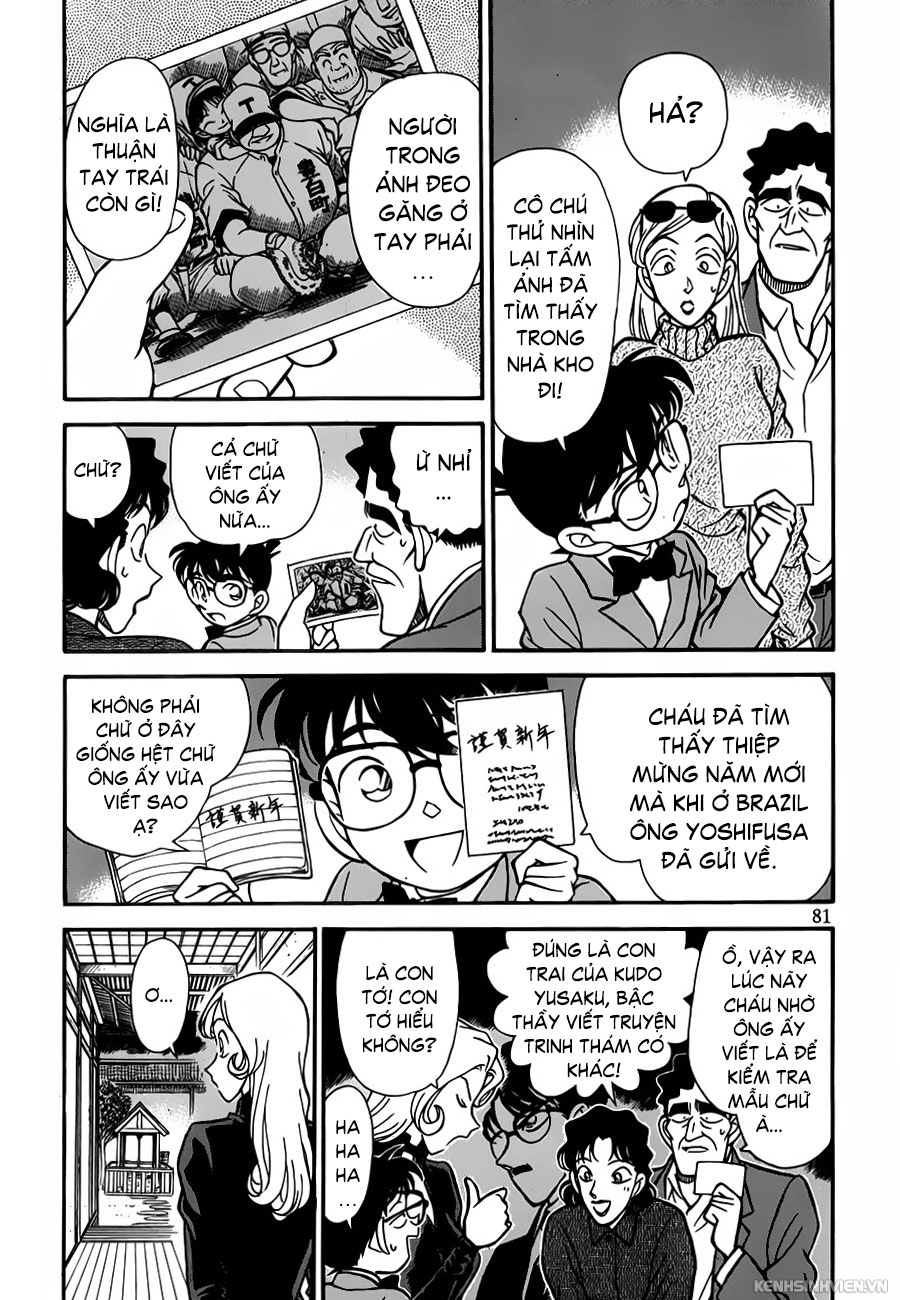 HẢ?
CÔ CHÚ
THỬ NHÌN
LẠI TẤM
ẢNH ĐÃ
TÌM THẤY
TRONG
NHÀ KHO
ĐI!
NGƯỜI
TRONG
ẢNH ĐEO
GĂNG Ở
TAY PHẢI
...
NGHĨA LÀ
THUẬN
TAY TRÁI
CÒN GÌ!
T
T
Ừ NHỈ
...
CẢ CHỮ
VIẾT CỦA
ÔNG ẤY
NỮA...
CHỮ?
CHÁU ĐÃ TÌM
THẤY THIỆP
MỪNG NĂM MỚI
MÀ KHI Ở BRAZIL
ÔNG YOSHIFUSA
ĐÃ GỬI VỀ.
謹賀新年
KHÔNG PHẢI
CHỮ Ở ĐÂY
GIỐNG HỆT CHỮ
ÔNG ẤY VỪA
VIẾT SAO
Ạ?
謹賀新年
81
Ồ, VẬY RA
LÚC NÃY
CHÁU NHỜ
ÔNG ẤY
VIẾT LÀ ĐỂ
KIỂM TRA
MẪU CHỮ
À...
ĐÚNG LÀ CON
TRAI CỦA KUDO
YUSAKU, BẬC
THẦY VIẾT TRUYỆN
TRINH THÁM CÓ
KHÁC!
LÀ CON
TỚ! CON
TỚ HIỂU
KHÔNG?
HA
HA
HA
...
Ơ...
KENHSINHVIEN.VN